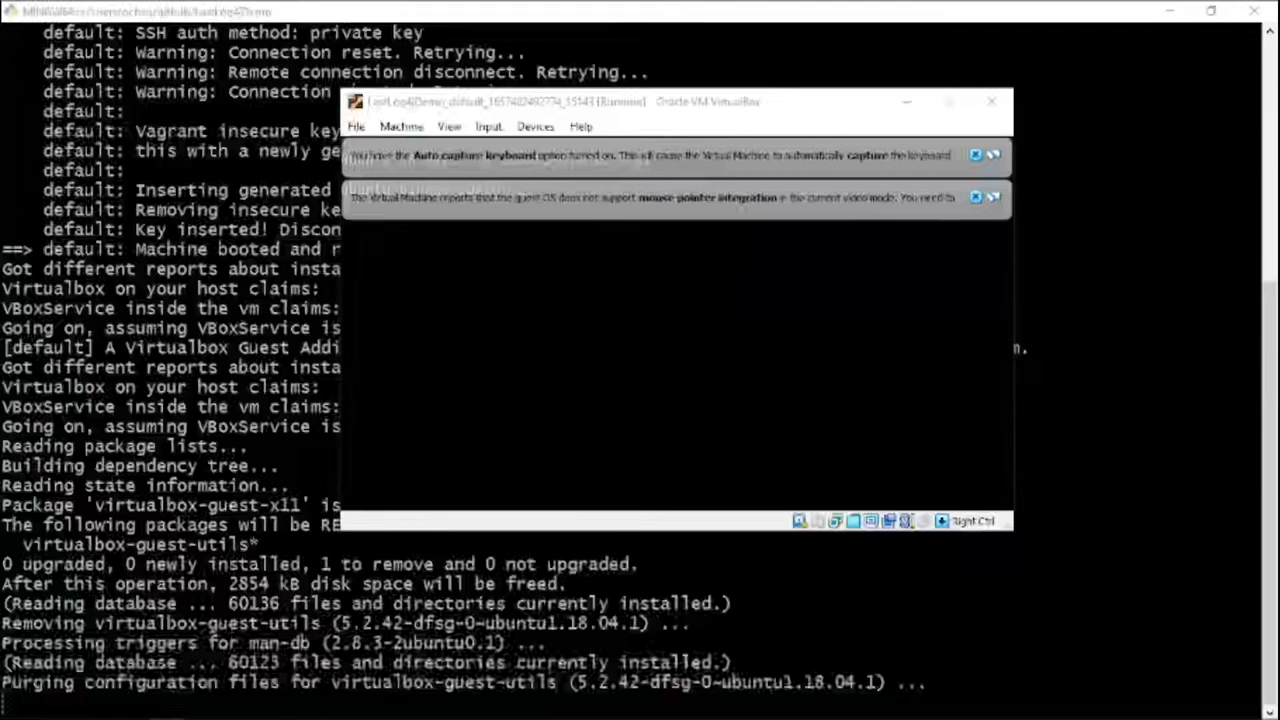 default: SSH auth method: private key
default: Warning: Connection reset. Retrying...
default: Warning: Remote connection disconnect. Retrying...
default: Warning: Connection
default:
default: Vagrant insecure key
default: this with a newly ge
default:
default: Inserting generated
default: Removing insecure ke
default: Key inserted! Discon
==> default: Machine booted and r
Got different reports about insta
Virtualbox on your host claims:
VBoxService inside the vm claims:
Going on, assuming VBoxService is
[default] A Virtualbox Guest Addi m.
Got different reports about insta
Virtualbox on your host claims:
VBoxService inside the vm claims:
Going on, assuming VBoxService is
Reading package lists...
Building dependency tree...
Reading state information...
Package 'virtualbox-guest-x11' is
The following packages will be RE
virtualbox-guest-utils*
0 upgraded, 0 newly installed, 1 to remove and 0 not upgraded.
After this operation, 2854 kB disk space will be freed.
(Reading database ... 60136 files and directories currently installed.)
Removing virtualbox-guest-utils (5.2.42-dfsg-0~ubuntu1.18.04.1) ...
Processing triggers for man-db (2.8.3-2ubuntu0.1) ...
(Reading database ... 60123 files and directories currently installed.)
Purging configuration files for virtualbox-guest-utils (5.2.42-dfsg-0~ubuntu1.18.04.1) ...
[Running] - Oracle VM VirtualBox
File Machine View Input Devices Help
You have the Auto capture keyboard option turned on. This will cause the Virtual Machine to automatically capture the keyboard
The Virtual Machine reports that the guest OS does not support mouse pointer integration in the current video mode. You need to
Right Ctrl